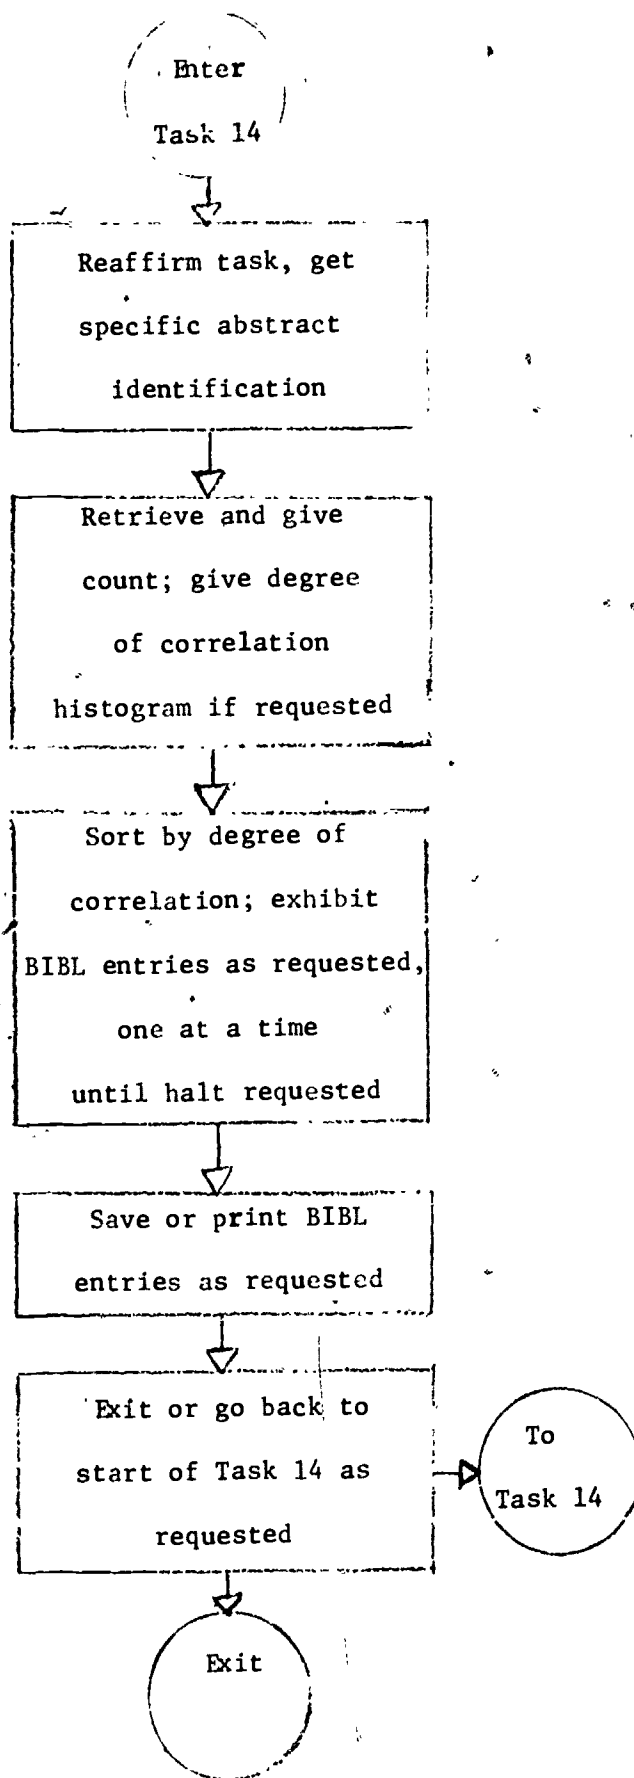 Enter
Task 14
Reaffirm task, get
specific abstract
identification
Retrieve and give
count; give degree
of correlation
histogram if requested
Sort by degree of
correlation; exhibit
BIBL entries as requested,
one at a time
until halt requested
Save or print BIBL
entries as requested
Exit or go back to
start of Task 14 as
requested
To
Task 14
Exit